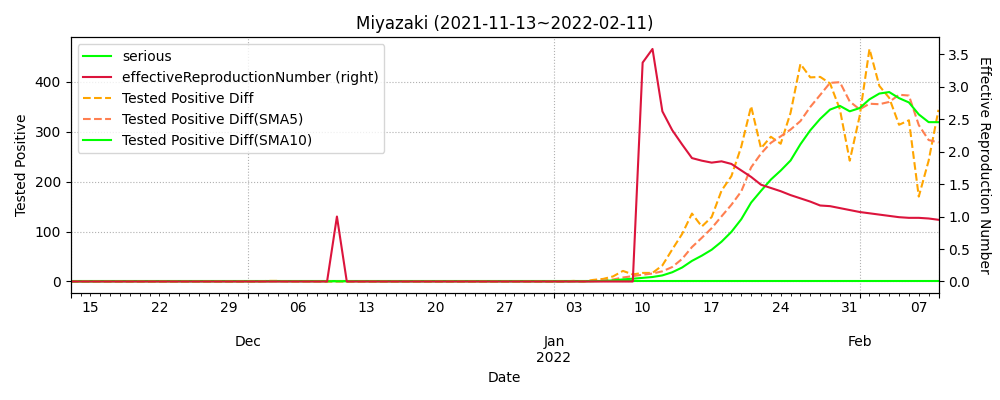 Miyazaki (2021-11-13~2022-02-11)
serious
effectiveReproductionNumber (right)
Tested Positive Diff
Tested Positive Diff(SMA5)
Tested Positive Diff(SMA10)
Tested Positive
400
300
200
100
0
3.5
3.0
2.5
2.0
1.5
1.0
0.5
0.0
Effective Reproduction Number
15 22 29 06 13 20 27 03 10 17 24 31 07
Dec Jan Feb
2022
Date